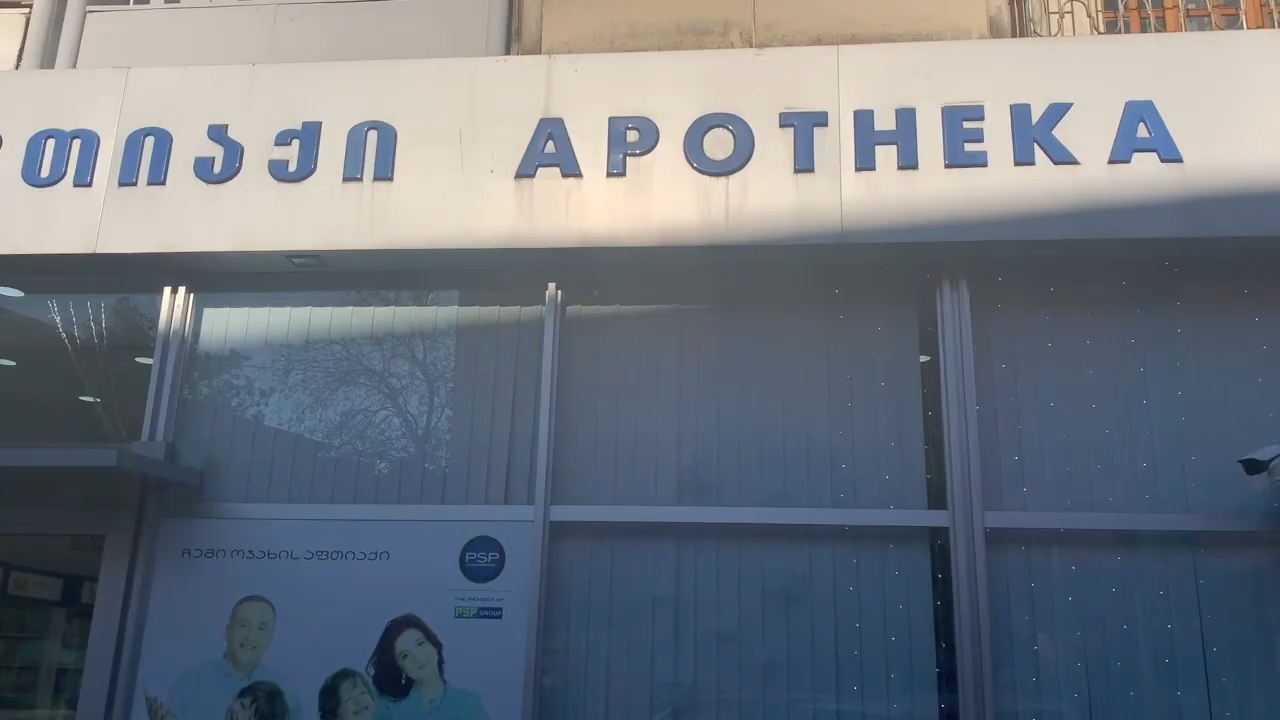 თიაქი APOTHEKA
ჩემი ოჯახის აფთიაქი
PSP
THE MEMBER OF
PSP GROUP